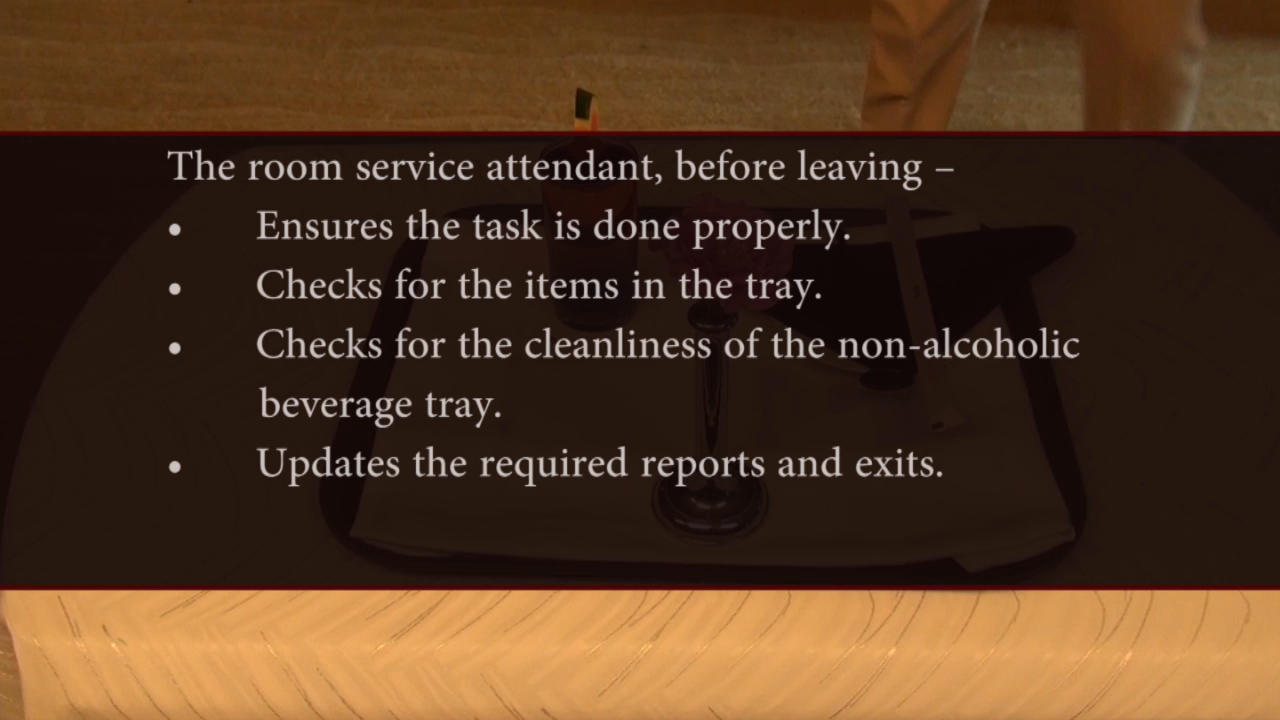 The room service attendant, before leaving –
• Ensures the task is done properly.
• Checks for the items in the tray.
• Checks for the cleanliness of the non-alcoholic
beverage tray.
• Updates the required reports and exits.